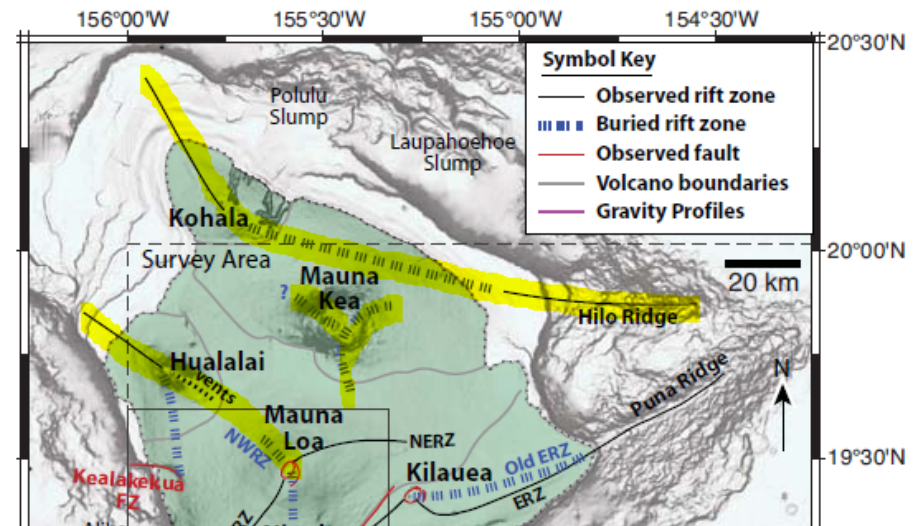 156°00'W
155°30'W
155°00'W
154°30'W
20°30'N
Symbol Key
Observed rift zone
Buried rift zone
Observed fault
Volcano boundaries
Gravity Profiles
Polulu
Slump
Laupahoehoe
Slump
Kohala
20°00'N
Survey Area
20 km
Mauna
Kea
?
Hilo Ridge
Hualalai
vents
N
Puna Ridge
Mauna
Loa
NWRZ
NERZ
19°30'N
Old ERZ
Kilauea
Kealakekua
FZ
ERZ